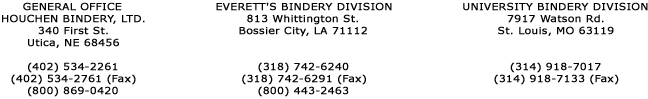 GENERAL OFFICE
HOUCHEN BINDERY, LTD.
340 First St.
Utica, NE 68456
(402) 534-2261
(402) 534-2761 (Fax)
(800) 869-0420
EVERETT'S BINDERY DIVISION
813 Whittington St.
Bossier City, LA 71112
(318) 742-6240
(318) 742-6291 (Fax)
(800) 443-2463
UNIVERSITY BINDERY DIVISION
7917 Watson Rd.
St. Louis, MO 63119
(314) 918-7017
(314) 918-7133 (Fax)